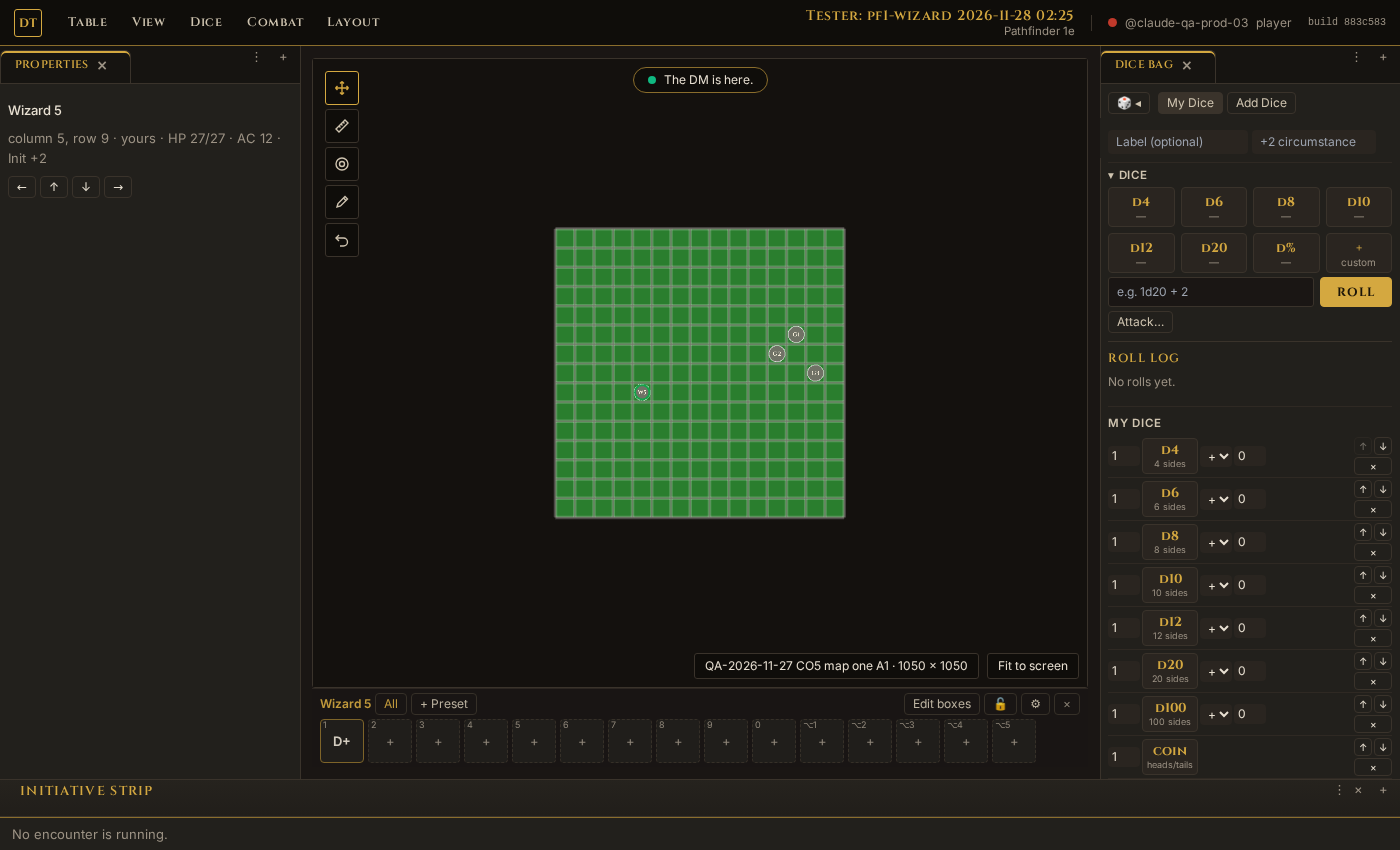 DT
TABLE
VIEW
DICE
COMBAT
LAYOUT
TESTER: PF1-WIZARD 2026-11-28 02:25
Pathfinder 1e
@claude-qa-prod-03 player
build 883c583
PROPERTIES ×
Wizard 5
column 5, row 9 · yours · HP 27/27 · AC 12 ·
Init +2
← ↑ ↓ →
The DM is here.
G1
G2
W5
QA-2026-11-27 CO5 map one A1 · 1050 × 1050
Fit to screen
Wizard 5 All + Preset
Edit boxes ×
1 2 3 4 5 6 7 8 9 0 ⌥1 ⌥2 ⌥3 ⌥4 ⌥5
D+ + + + + + + + + + + + + + +
DICE BAG ×
My Dice
Add Dice
Label (optional)
+2 circumstance
▾ DICE
D4 D6 D8 D10
— — — —
D12 D20 D% +
— — — custom
e.g. 1d20 + 2
ROLL
Attack...
ROLL LOG
No rolls yet.
MY DICE
1 D4 + 0
4 sides
1 D6 + 0
6 sides
1 D8 + 0
8 sides
1 D10 + 0
10 sides
1 D12 + 0
12 sides
1 D20 + 0
20 sides
1 D100 + 0
100 sides
1 COIN
heads/tails
INITIATIVE STRIP
No encounter is running.